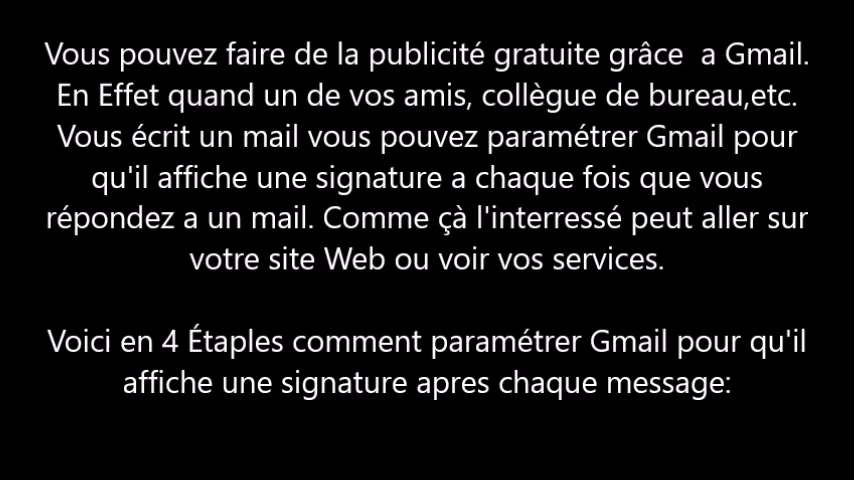 Vous pouvez faire de la publicité gratuite grâce  a Gmail.
En Effet quand un de vos amis, collègue de bureau,etc.
Vous écrit un mail vous pouvez paramétrer Gmail pour
qu'il affiche une signature a chaque fois que vous
répondez a un mail. Comme çà l'interressé peut aller sur
votre site Web ou voir vos services.
Voici en 4 Étaples comment paramétrer Gmail pour qu'il
affiche une signature apres chaque message: